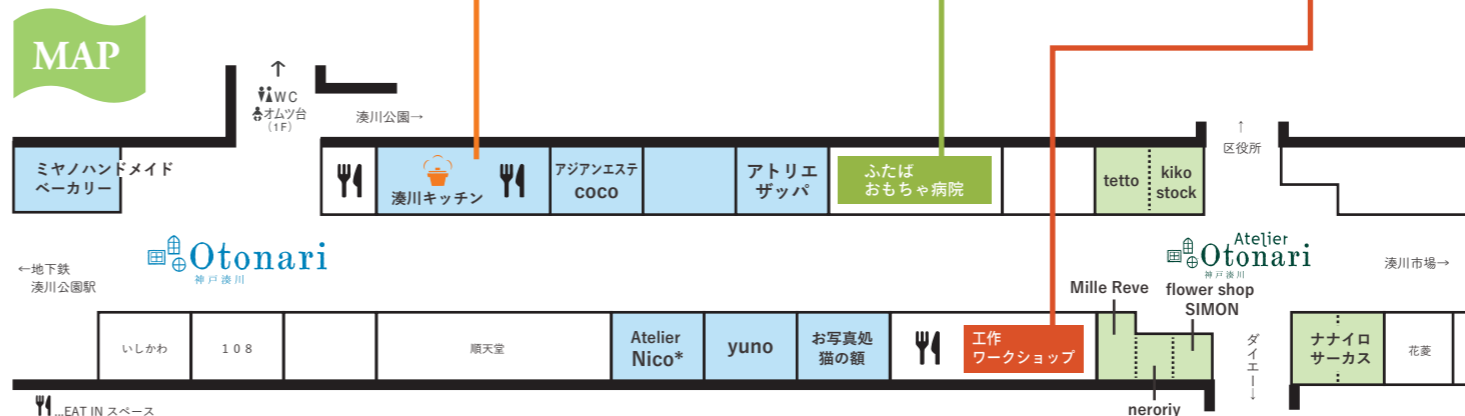 MAP
↑
WC
オムツ台
(1F)
湊川公園→
↑
区役所
ミヤノハンドメイド
ベーカリー
湊川キッチン
アジアンエステ
COCO
アトリエ
ザッパ
ふたば
おもちゃ病院
tetto
kiko
stock
←地下鉄
湊川公園駅
Otonari
神戸湊川
Atelier
Otonari
神戸湊川
湊川市場→
Mille Reve
flower shop
SIMON
いしかわ
108
順天堂
Atelier
Nico*
yuno
お写真処
猫の額
工作
ワークショップ
ダイエー↓
ナナイロ
サーカス
花菱
neroriy
...EAT IN スペース